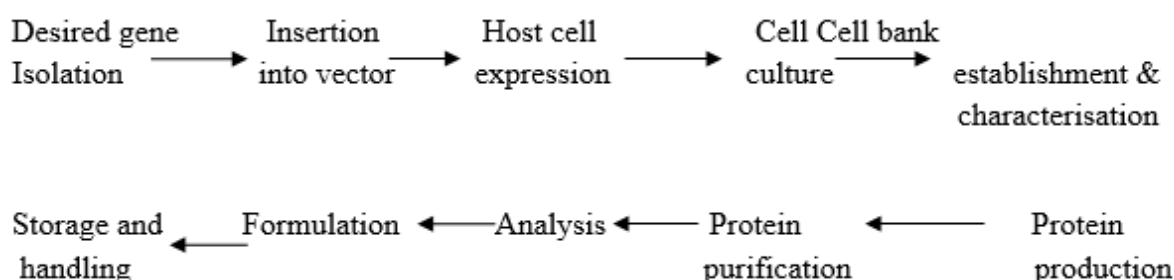 Desired gene Insertion Host cell Cell Cell bank
Isolation into vector expression culture establishment &
characterisation
Storage and Formulation Analysis Protein Protein
handling purification production